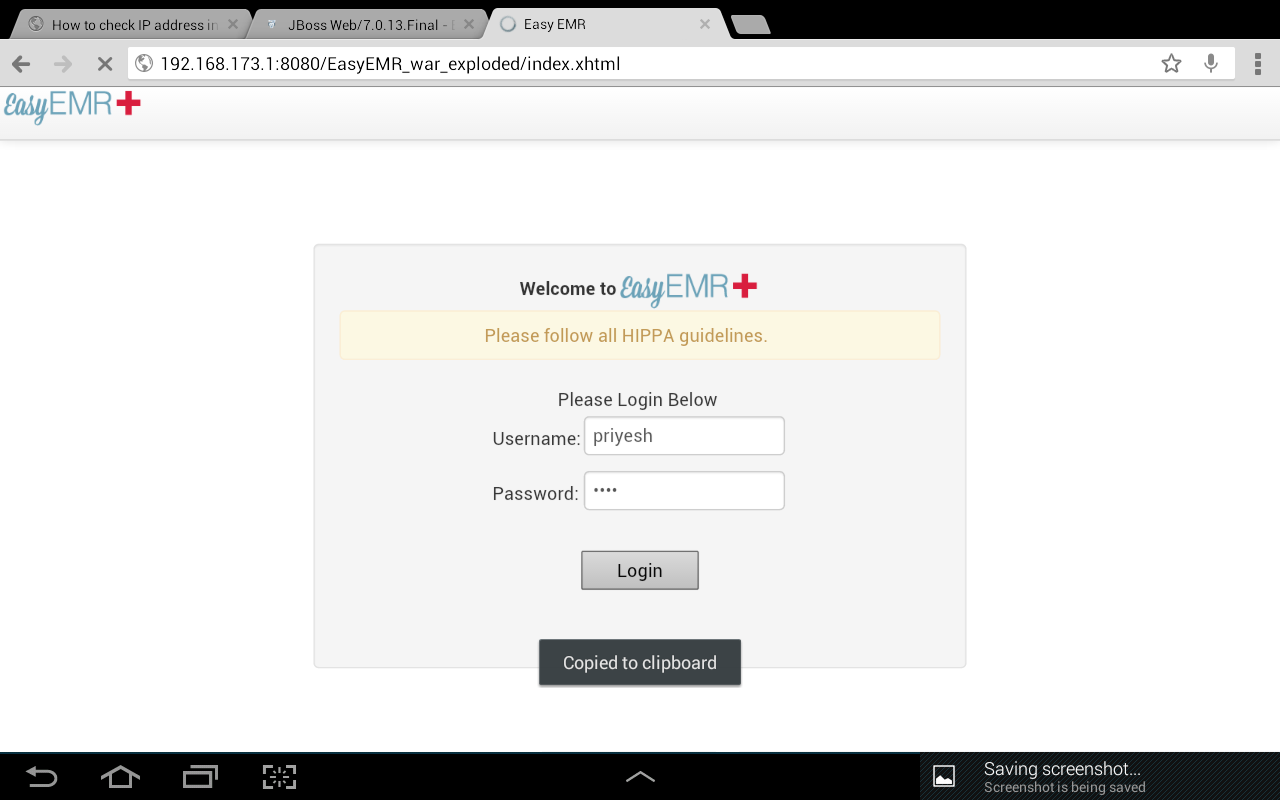 How to check IP address in
JBoss Web/7.0.13.Final -
Easy EMR
192.168.173.1:8080/EasyEMR_war_exploded/index.xhtml
EasyEMR
Welcome to EasyEMR
Please follow all HIPPA guidelines.
Please Login Below
Username: priyesh
Password: ••••
Login
Copied to clipboard
Saving screenshot...
Screenshot is being saved